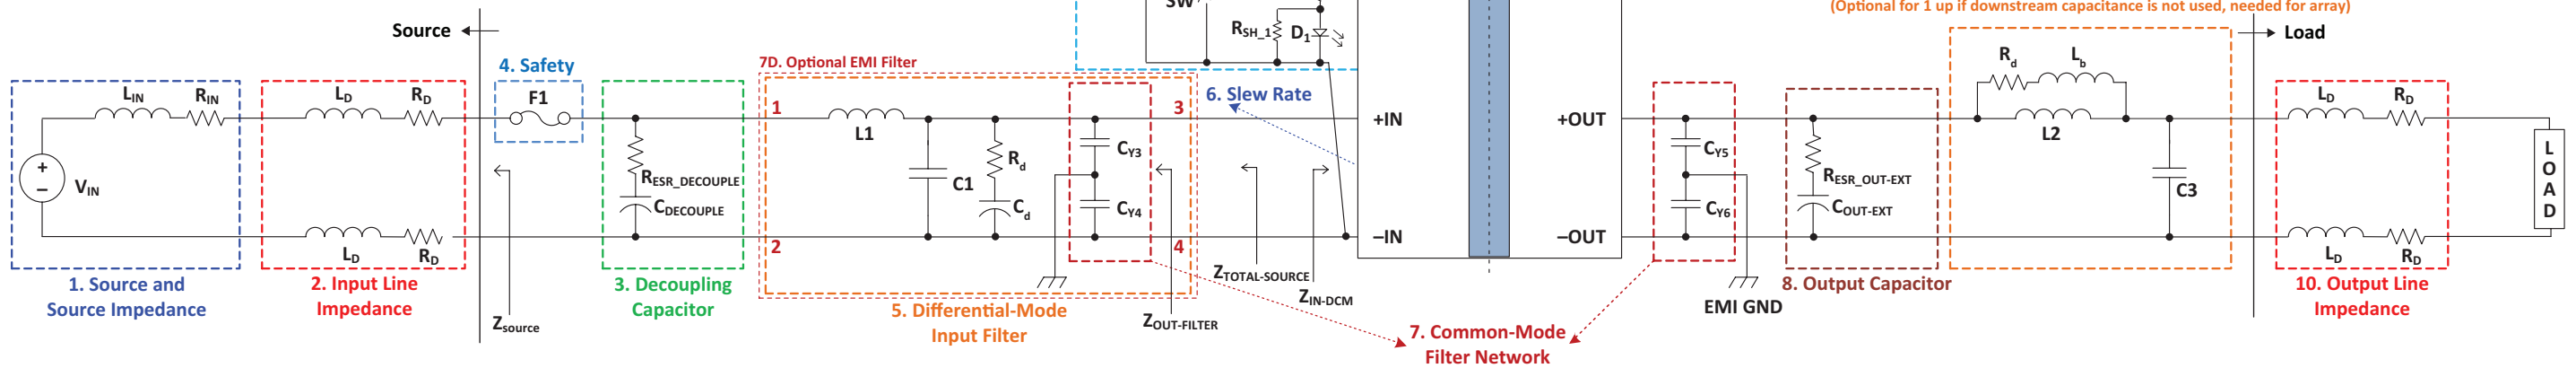 (Optional for 1 up if downstream capacitance is not used, needed for array)
SW
R_SH_1
D_1
Source
Load
4. Safety
F1
7D. Optional EMI Filter
6. Slew Rate
L_IN
R_IN
L_D
R_D
1
L1
3
+IN
+OUT
R_d
L_b
L2
L_D
R_D
+
–
V_IN
R_ESR_DECOUPLE
C_DECOUPLE
C1
R_d
C_d
C_Y3
C_Y4
C_Y5
C_Y6
R_ESR_OUT-EXT
C_OUT-EXT
C3
L
O
A
D
L_D
R_D
2
4
–IN
–OUT
L_D
R_D
1. Source and
Source Impedance
2. Input Line
Impedance
Z_source
3. Decoupling
Capacitor
5. Differential-Mode
Input Filter
Z_OUT-FILTER
Z_TOTAL-SOURCE
Z_IN-DCM
7. Common-Mode
Filter Network
EMI GND
8. Output Capacitor
10. Output Line
Impedance